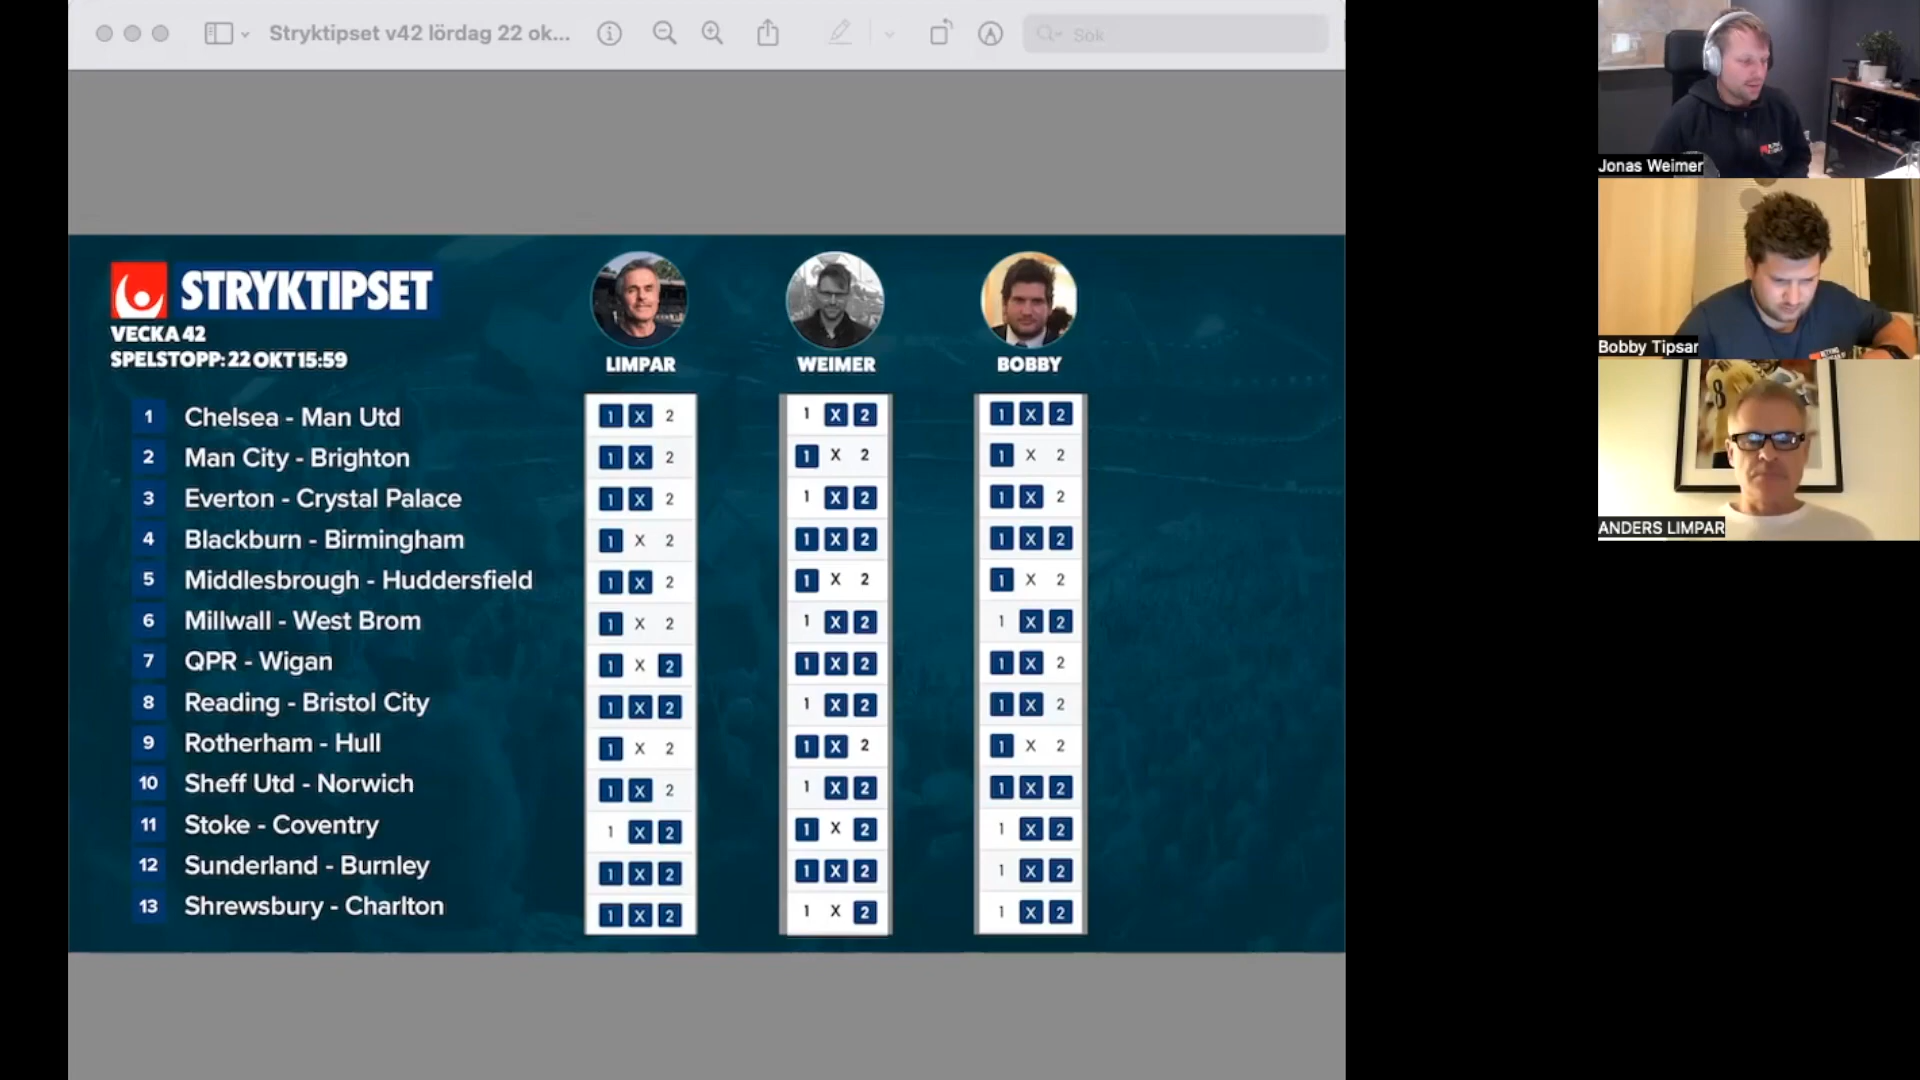 Stryktipset v42 lördag 22 ok...
Sök
STRYKTIPSET
VECKA 42
SPELSTOPP: 22 OKT 15:59
LIMPAR WEIMER BOBBY
1 Chelsea - Man Utd 1 X 2 1 X 2 1 X 2
2 Man City - Brighton 1 X 2 1 X 2 1 X 2
3 Everton - Crystal Palace 1 X 2 1 X 2 1 X 2
4 Blackburn - Birmingham 1 X 2 1 X 2 1 X 2
5 Middlesbrough - Huddersfield 1 X 2 1 X 2 1 X 2
6 Millwall - West Brom 1 X 2 1 X 2 1 X 2
7 QPR - Wigan 1 X 2 1 X 2 1 X 2
8 Reading - Bristol City 1 X 2 1 X 2 1 X 2
9 Rotherham - Hull 1 X 2 1 X 2 1 X 2
10 Sheff Utd - Norwich 1 X 2 1 X 2 1 X 2
11 Stoke - Coventry 1 X 2 1 X 2 1 X 2
12 Sunderland - Burnley 1 X 2 1 X 2 1 X 2
13 Shrewsbury - Charlton 1 X 2 1 X 2 1 X 2
Jonas Weimer
Bobby Tipsar
8
ANDERS LIMPAR